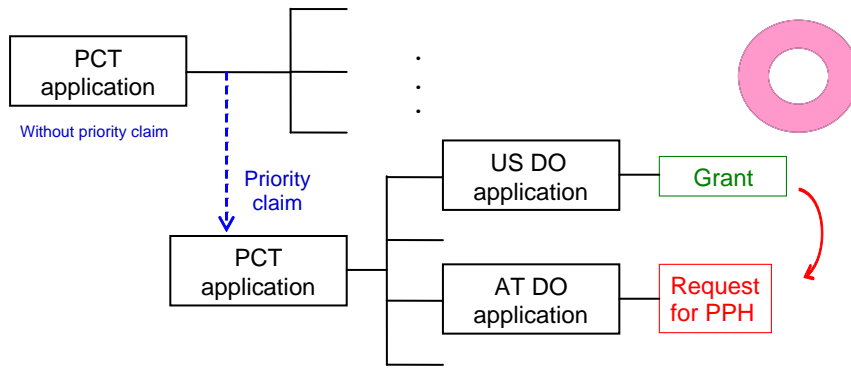 PCT
application
Without priority claim
Priority
claim
PCT
application
US DO
application
Grant
AT DO
application
Request
for PPH